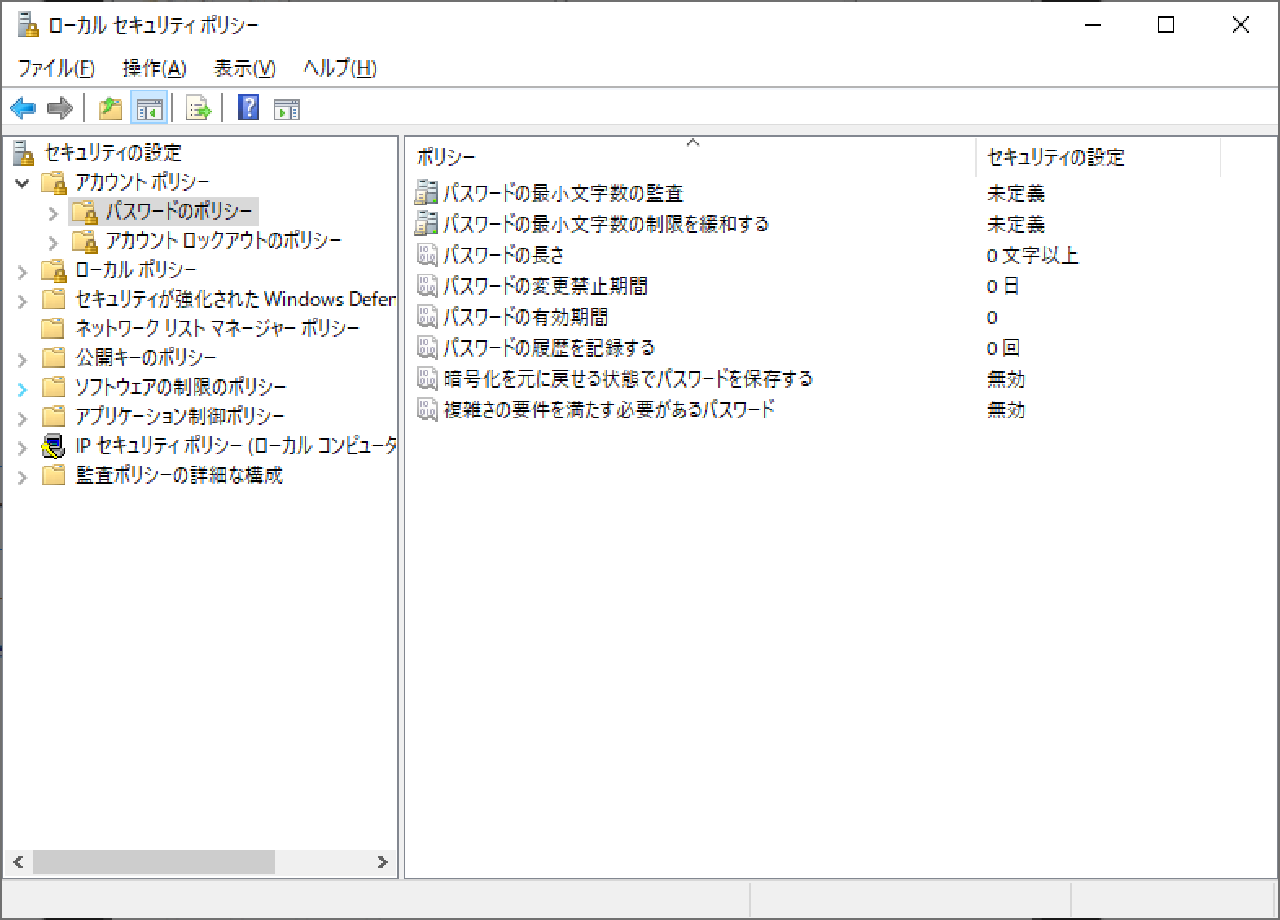 ローカル セキュリティ ポリシー
ファイル(F) 操作(A) 表示(V) ヘルプ(H)
セキュリティの設定
アカウント ポリシー
パスワードのポリシー
アカウント ロックアウトのポリシー
ローカル ポリシー
セキュリティが強化された Windows Defen
ネットワーク リスト マネージャー ポリシー
公開キーのポリシー
ソフトウェアの制限のポリシー
アプリケーション制御ポリシー
IP セキュリティ ポリシー (ローカル コンピュータ
監査ポリシーの詳細な構成
ポリシー セキュリティの設定
パスワードの最小文字数の監査 未定義
パスワードの最小文字数の制限を緩和する 未定義
パスワードの長さ 0 文字以上
パスワードの変更禁止期間 0 日
パスワードの有効期間 0
パスワードの履歴を記録する 0 回
暗号化を元に戻せる状態でパスワードを保存する 無効
複雑さの要件を満たす必要があるパスワード 無効